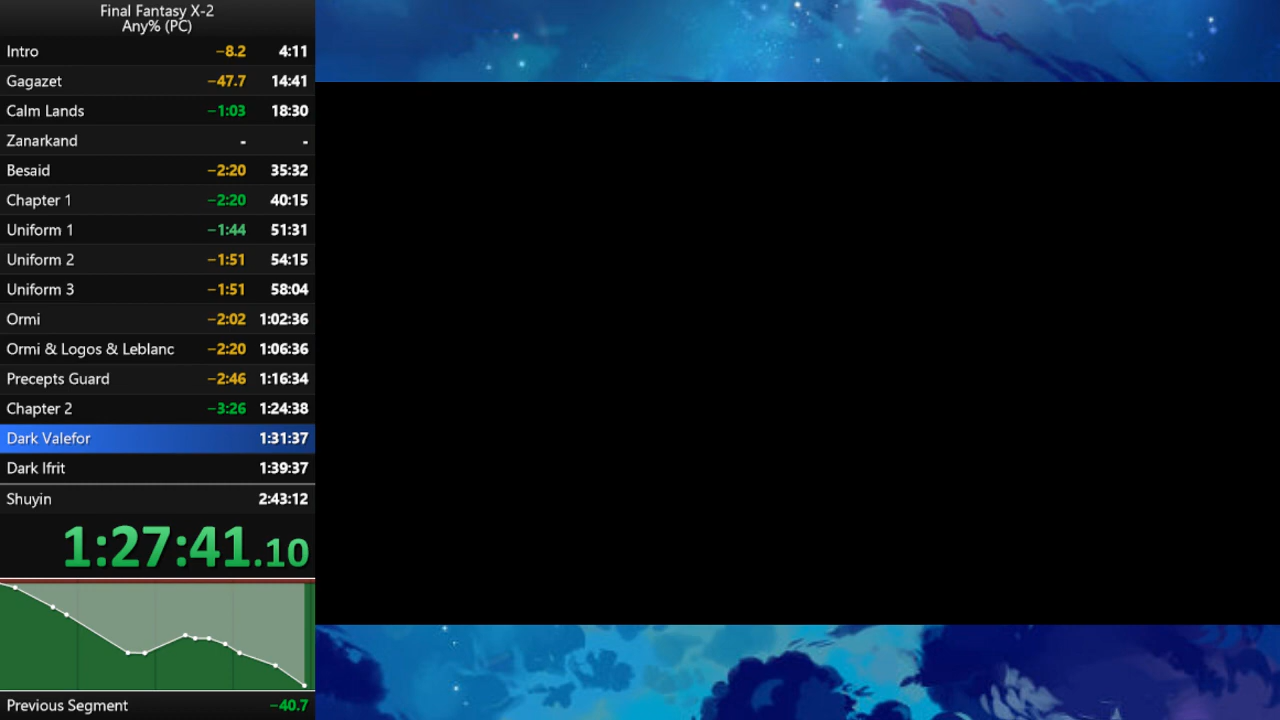 Final Fantasy X-2
Any% (PC)
Intro −8.2 4:11
Gagazet −47.7 14:41
Calm Lands −1:03 18:30
Zanarkand - -
Besaid −2:20 35:32
Chapter 1 −2:20 40:15
Uniform 1 −1:44 51:31
Uniform 2 −1:51 54:15
Uniform 3 −1:51 58:04
Ormi −2:02 1:02:36
Ormi & Logos & Leblanc −2:20 1:06:36
Precepts Guard −2:46 1:16:34
Chapter 2 −3:26 1:24:38
Dark Valefor 1:31:37
Dark Ifrit 1:39:37
Shuyin 2:43:12
1:27:41.10
Previous Segment −40.7